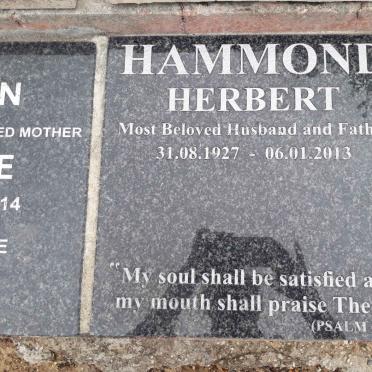 N
ED MOTHER
E
14
E
HAMMOND
HERBERT
Most Beloved Husband and Fath
31.08.1927 - 06.01.2013
"My soul shall be satisfied a
my mouth shall praise The
(PSALM